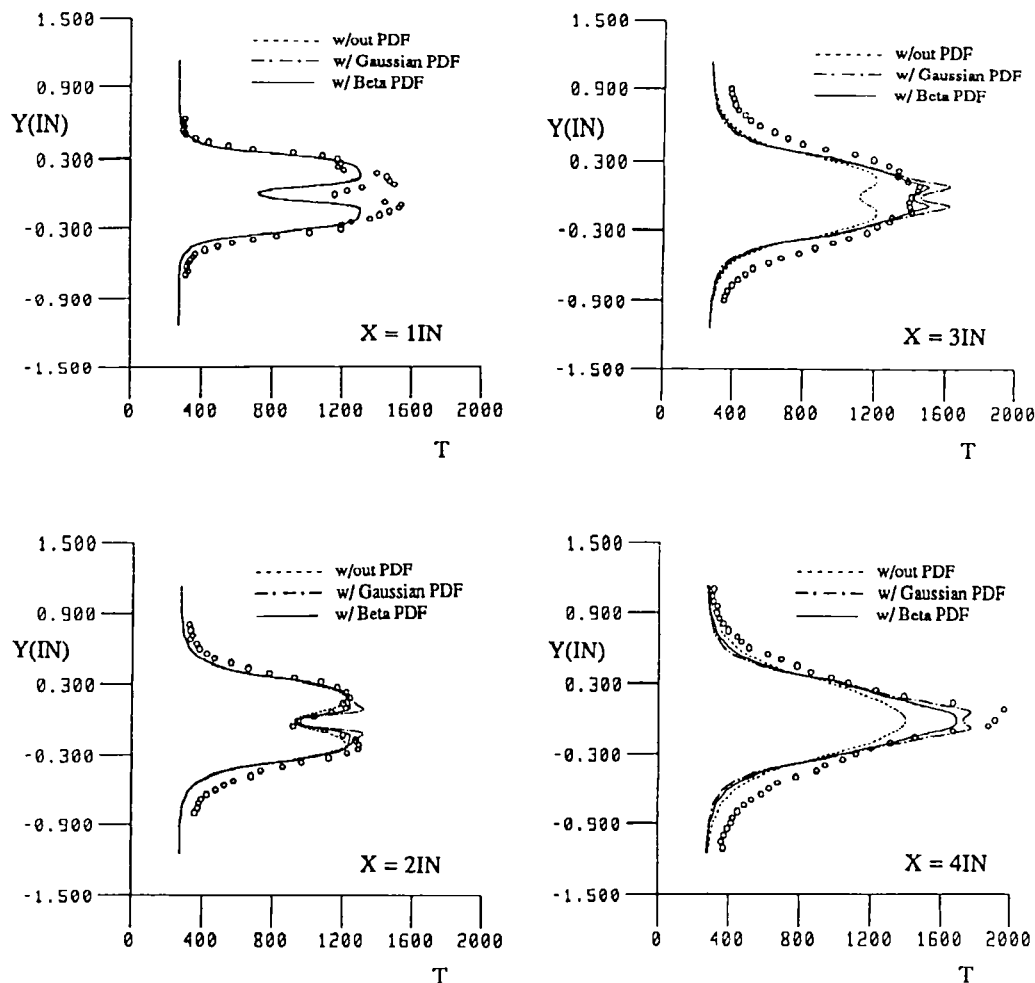 1.500
0.900
Y(IN)
0.300
-0.300
-0.900
-1.500
w/out PDF
w/ Gaussian PDF
w/ Beta PDF
X = 1IN
0 400 800 1200 1600 2000
T
1.500
0.900
Y(IN)
0.300
-0.300
-0.900
-1.500
w/out PDF
w/ Gaussian PDF
w/ Beta PDF
X = 3IN
0 400 800 1200 1600 2000
T
1.500
0.900
Y(IN)
0.300
-0.300
-0.900
-1.500
w/out PDF
w/ Gaussian PDF
w/ Beta PDF
X = 2IN
0 400 800 1200 1600 2000
T
1.500
0.900
Y(IN)
0.300
-0.300
-0.900
-1.500
w/out PDF
w/ Gaussian PDF
w/ Beta PDF
X = 4IN
0 400 800 1200 1600 2000
T